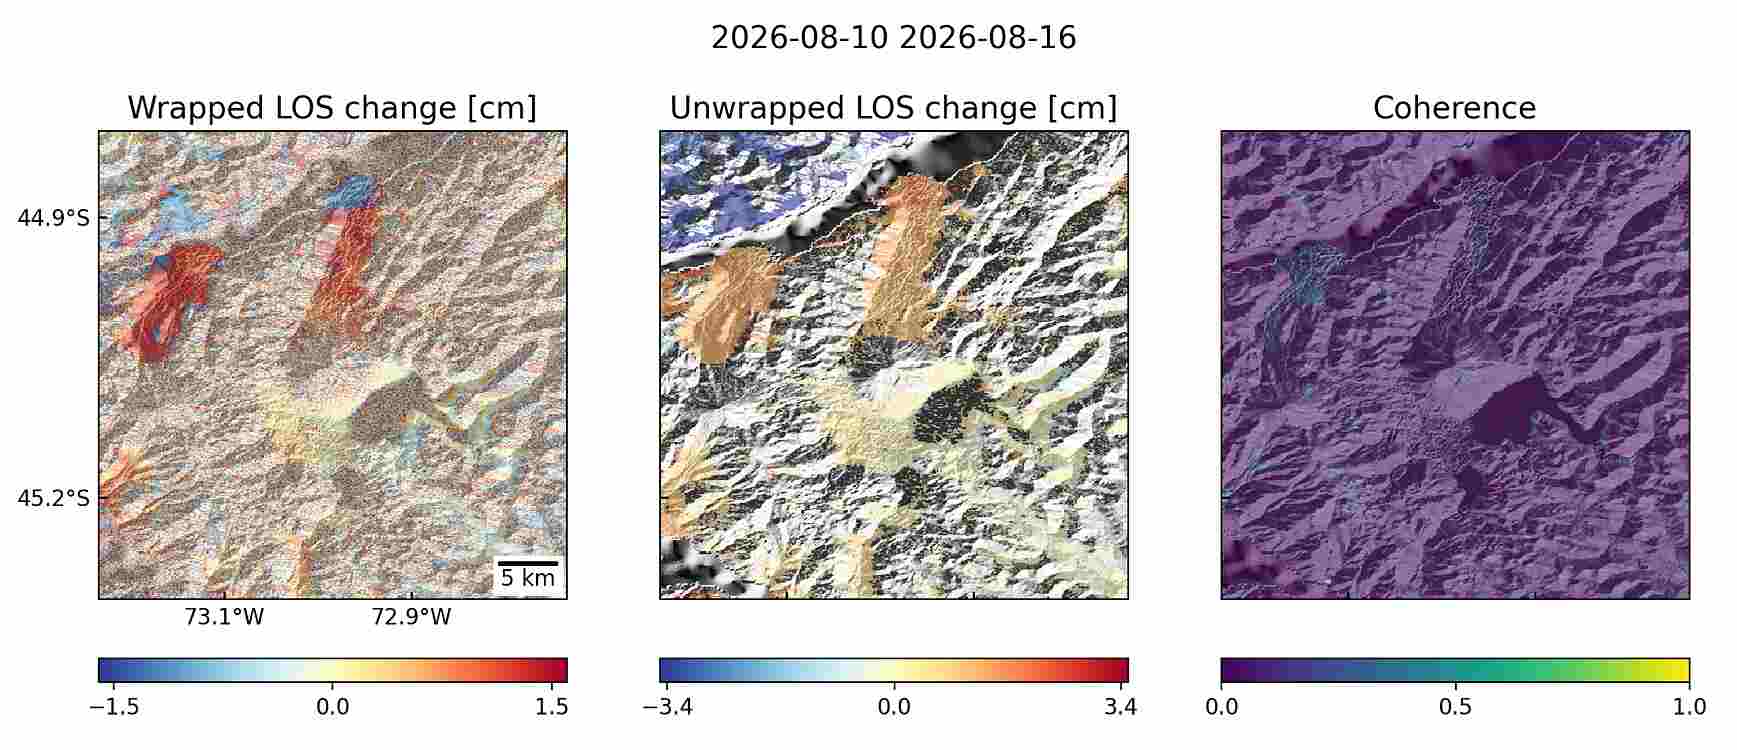 2026-08-10 2026-08-16
Wrapped LOS change [cm]
Unwrapped LOS change [cm]
Coherence
44.9°S
45.2°S
5 km
73.1°W
72.9°W
−1.5
0.0
1.5
−3.4
0.0
3.4
0.0
0.5
1.0